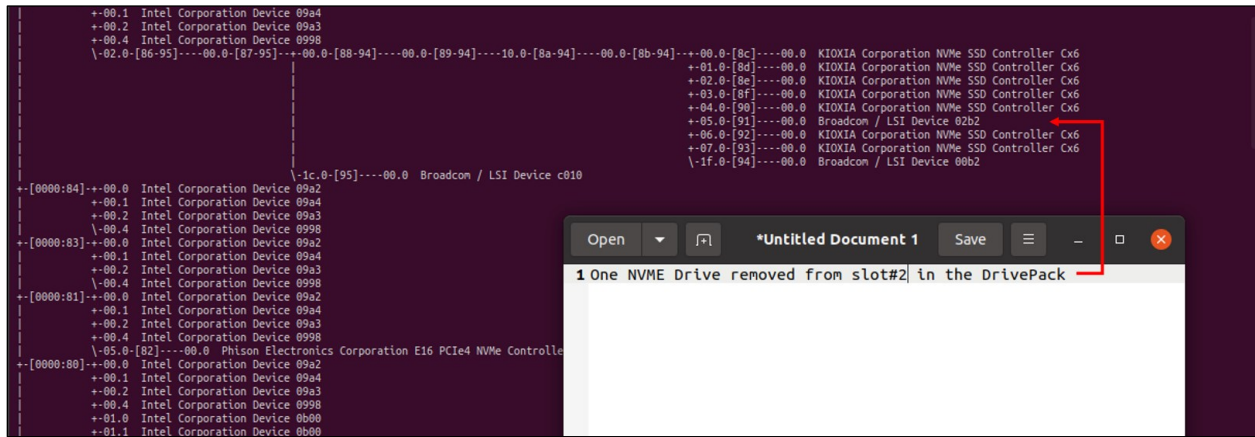 |          +-00.1  Intel Corporation Device 09a4
|          +-00.2  Intel Corporation Device 09a3
|          +-00.4  Intel Corporation Device 0998
|          \-02.0-[86-95]----00.0-[87-95]--+-00.0-[88-94]----00.0-[89-94]----10.0-[8a-94]----00.0-[8b-94]--+-00.0-[8c]----00.0  KIOXIA Corporation NVMe SSD Controller Cx6
|                                          |                                                               +-01.0-[8d]----00.0  KIOXIA Corporation NVMe SSD Controller Cx6
|                                          |                                                               +-02.0-[8e]----00.0  KIOXIA Corporation NVMe SSD Controller Cx6
|                                          |                                                               +-03.0-[8f]----00.0  KIOXIA Corporation NVMe SSD Controller Cx6
|                                          |                                                               +-04.0-[90]----00.0  KIOXIA Corporation NVMe SSD Controller Cx6
|                                          |                                                               +-05.0-[91]----00.0  Broadcom / LSI Device 02b2
|                                          |                                                               +-06.0-[92]----00.0  KIOXIA Corporation NVMe SSD Controller Cx6
|                                          |                                                               +-07.0-[93]----00.0  KIOXIA Corporation NVMe SSD Controller Cx6
|                                          |                                                               \-1f.0-[94]----00.0  Broadcom / LSI Device 00b2
|                                          \-1c.0-[95]----00.0  Broadcom / LSI Device c010
+-[0000:84]-+-00.0  Intel Corporation Device 09a2
|           +-00.1  Intel Corporation Device 09a4
|           +-00.2  Intel Corporation Device 09a3
|           \-00.4  Intel Corporation Device 0998
+-[0000:83]-+-00.0  Intel Corporation Device 09a2
|           +-00.1  Intel Corporation Device 09a4
|           +-00.2  Intel Corporation Device 09a3
|           \-00.4  Intel Corporation Device 0998
+-[0000:81]-+-00.0  Intel Corporation Device 09a2
|           +-00.1  Intel Corporation Device 09a4
|           +-00.2  Intel Corporation Device 09a3
|           +-00.4  Intel Corporation Device 0998
|           \-05.0-[82]----00.0  Phison Electronics Corporation E16 PCIe4 NVMe Controlle
+-[0000:80]-+-00.0  Intel Corporation Device 09a2
|           +-00.1  Intel Corporation Device 09a4
|           +-00.2  Intel Corporation Device 09a3
|           +-00.4  Intel Corporation Device 0998
|           +-01.0  Intel Corporation Device 0b00
|           +-01.1  Intel Corporation Device 0b00
Open *Untitled Document 1 Save
1 One NVME Drive removed from slot#2 in the DrivePack